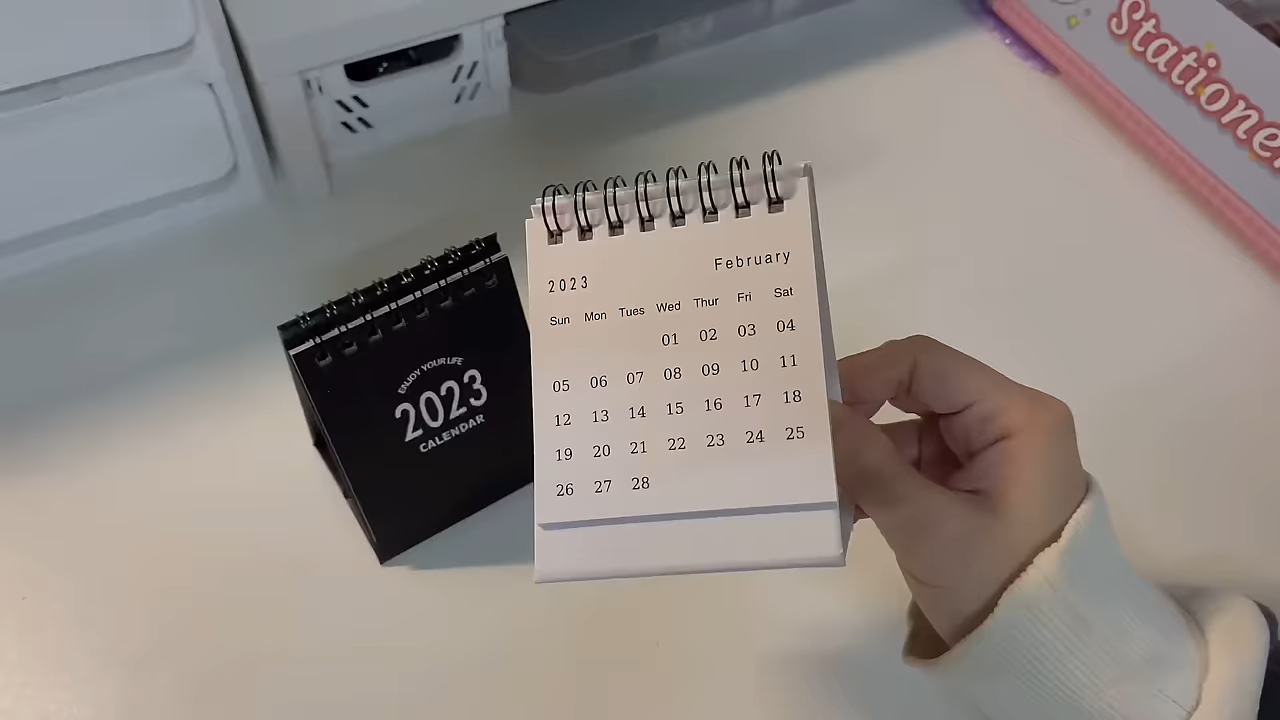 ENJOY YOUR LIFE
2023
CALENDAR
2023 February
Sun Mon Tues Wed Thur Fri Sat
01 02 03 04
05 06 07 08 09 10 11
12 13 14 15 16 17 18
19 20 21 22 23 24 25
26 27 28